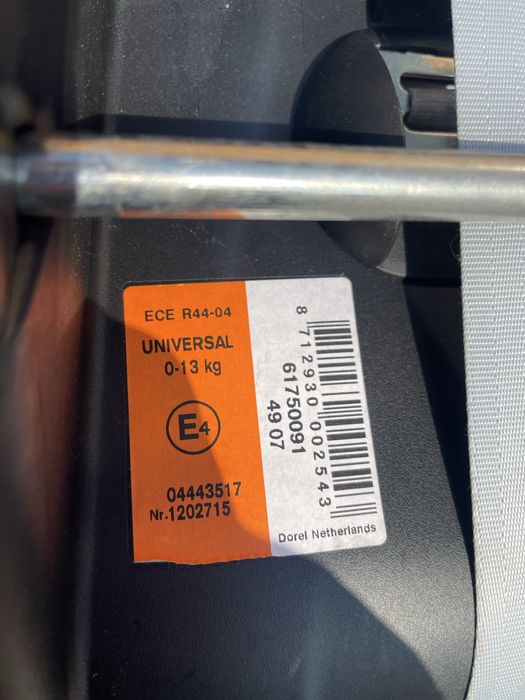 ECE R44-04
UNIVERSAL
0-13 kg
E4
04443517
Nr.1202715
8 712930 002543
61750091
49 07
Dorel Netherlands